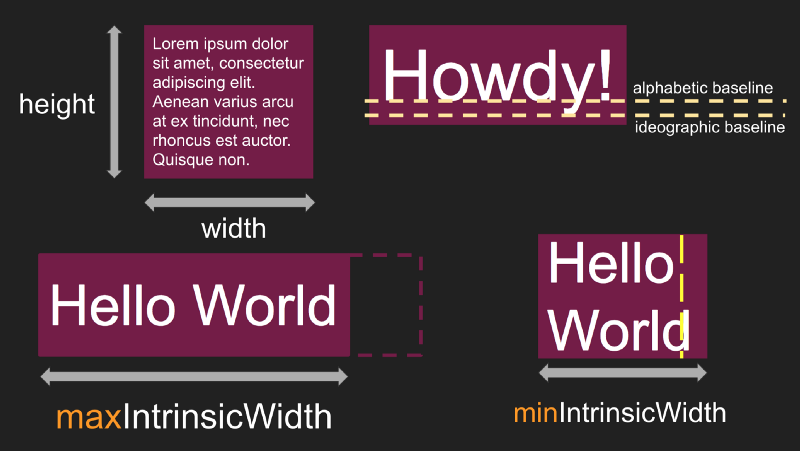 height
Lorem ipsum dolor
sit amet, consectetur
adipiscing elit.
Aenean varius arcu
at ex tincidunt, nec
rhoncus est auctor.
Quisque non.
width
Howdy!
alphabetic baseline
ideographic baseline
Hello World
maxIntrinsicWidth
Hello
World
minIntrinsicWidth